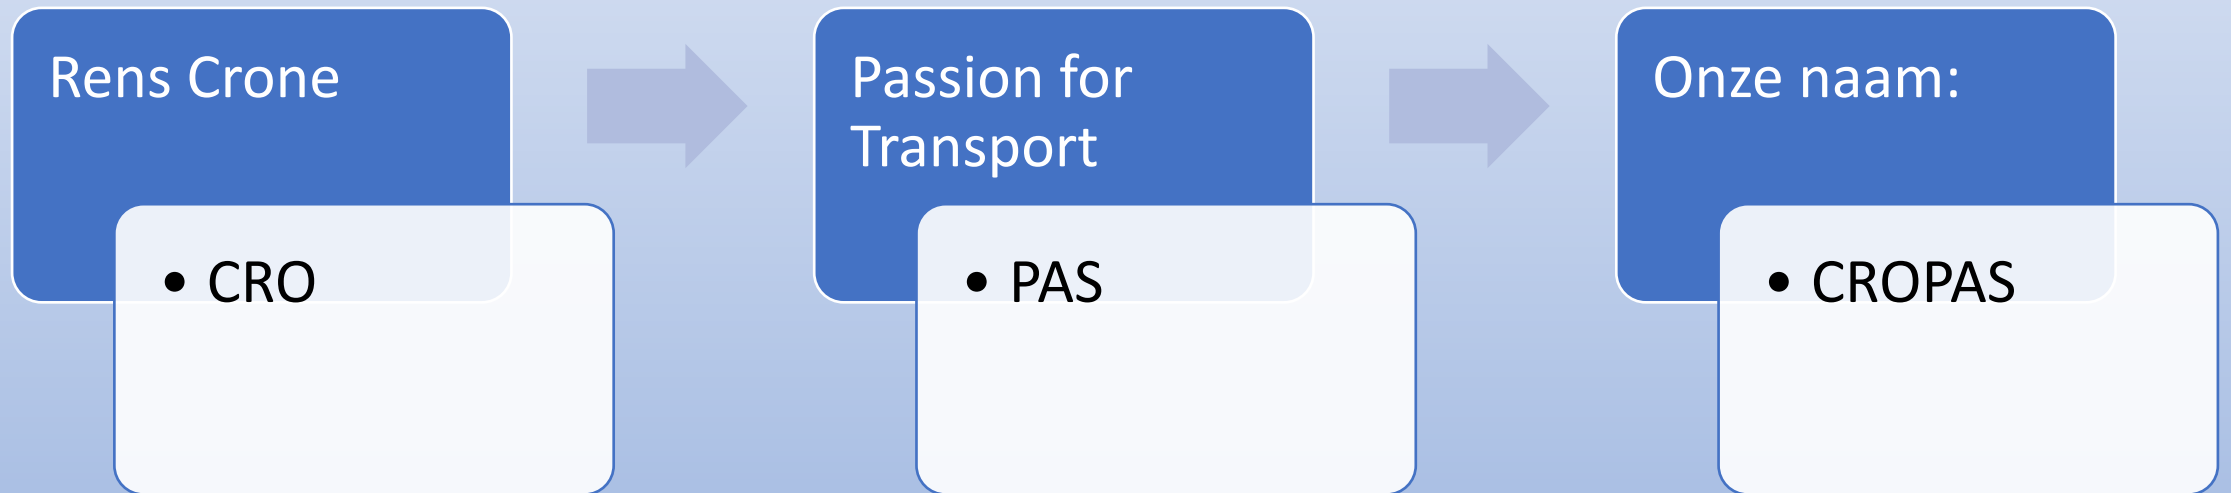 Rens Crone
• CRO
Passion for
Transport
• PAS
Onze naam:
• CROPAS